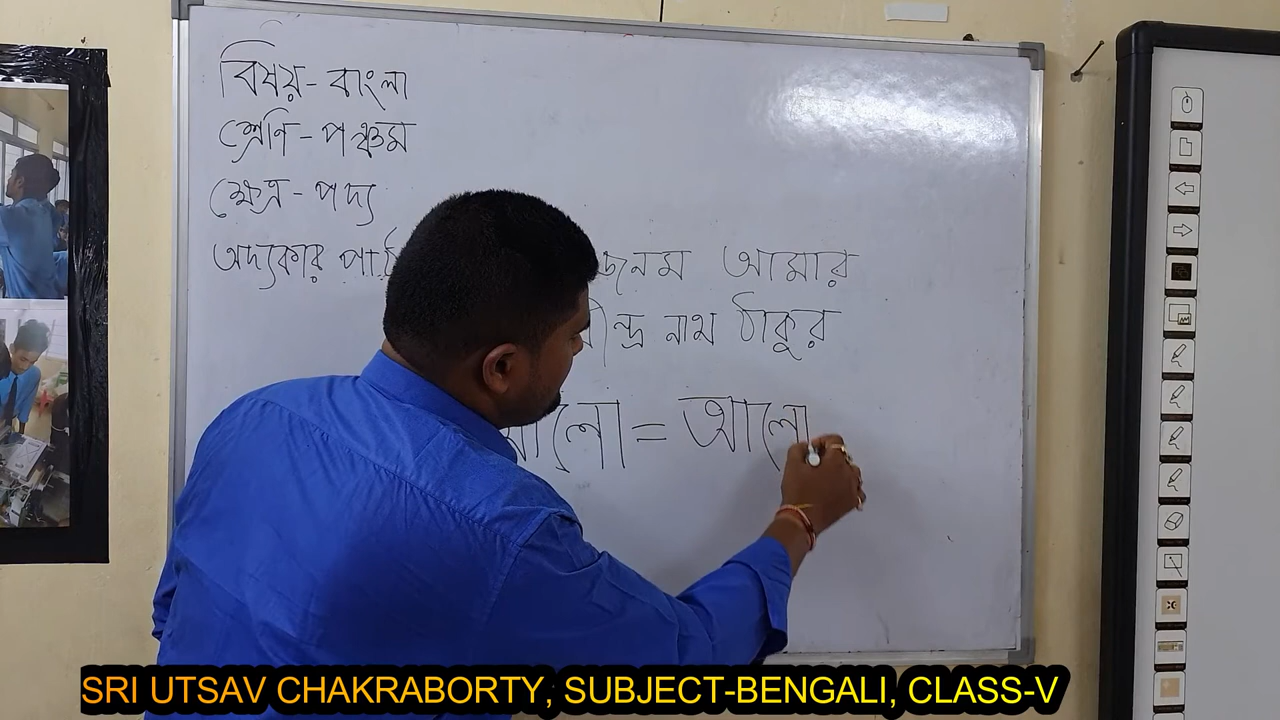 বিষয় - বাংলা
শ্রেণি - পঞ্চম
ক্ষেত্র - পদ্য
অদ্যকার পাঠ জনম আমার
ন্দ্র নাথ ঠাকুর
লো = আলো
SRI UTSAV CHAKRABORTY, SUBJECT-BENGALI, CLASS-V